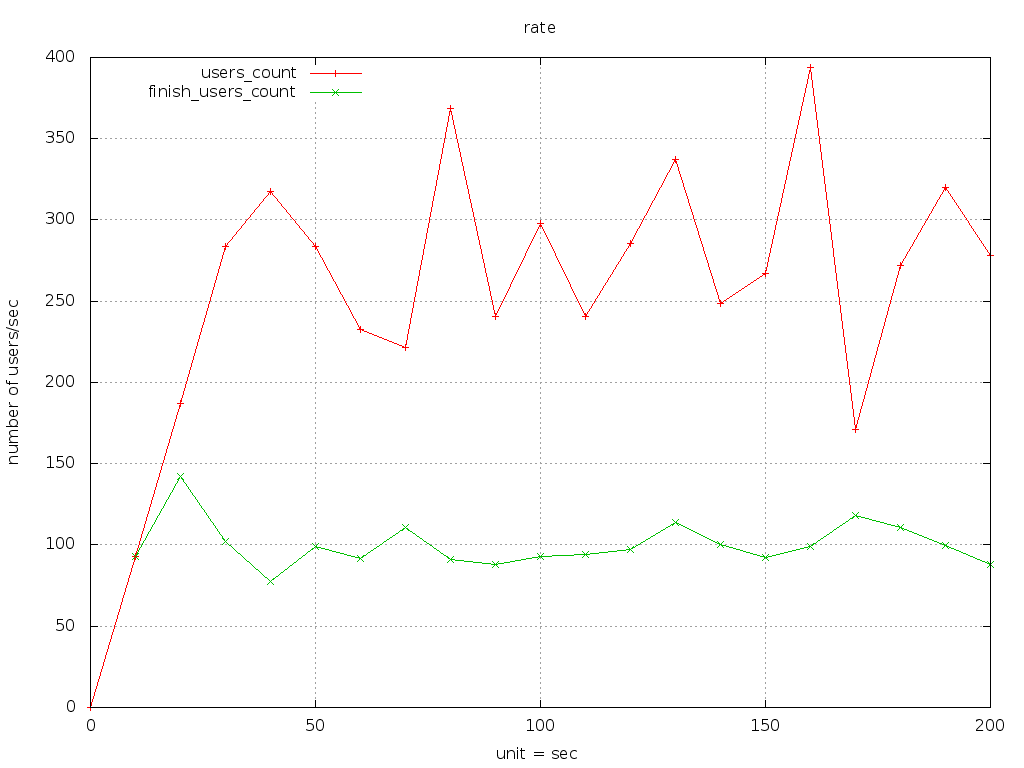 rate
users_count
finish_users_count
400
350
300
250
200
150
100
50
0
number of users/sec
0 50 100 150 200
unit = sec